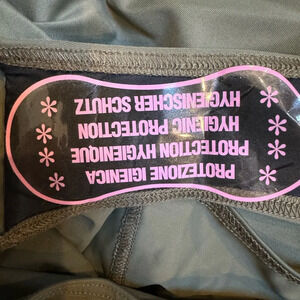 * PROTEZIONE IGIENICA *
* PROTECTION HYGIENIQUE *
* HYGIENIC PROTECTION *
* HYGIENISCHER SCHUTZ *